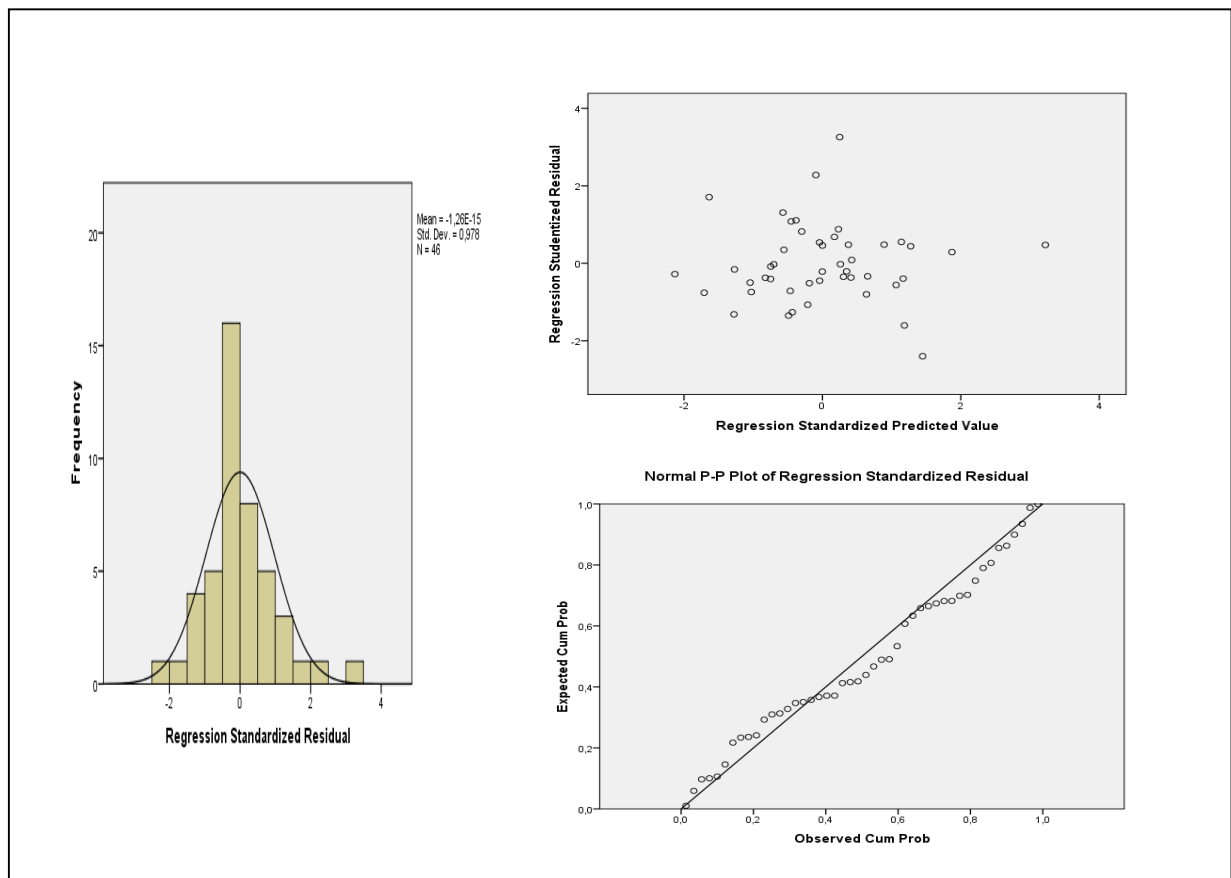 Mean = -1,26E-15
Std. Dev. = 0,978
N = 46
Frequency
20
15
10
5
0
-2
0
2
4
Regression Standardized Residual
Regression Studentized Residual
4
2
0
-2
-2
0
2
4
Regression Standardized Predicted Value
Normal P-P Plot of Regression Standardized Residual
Expected Cum Prob
1,0
0,8
0,6
0,4
0,2
0,0
0,0
0,2
0,4
0,6
0,8
1,0
Observed Cum Prob